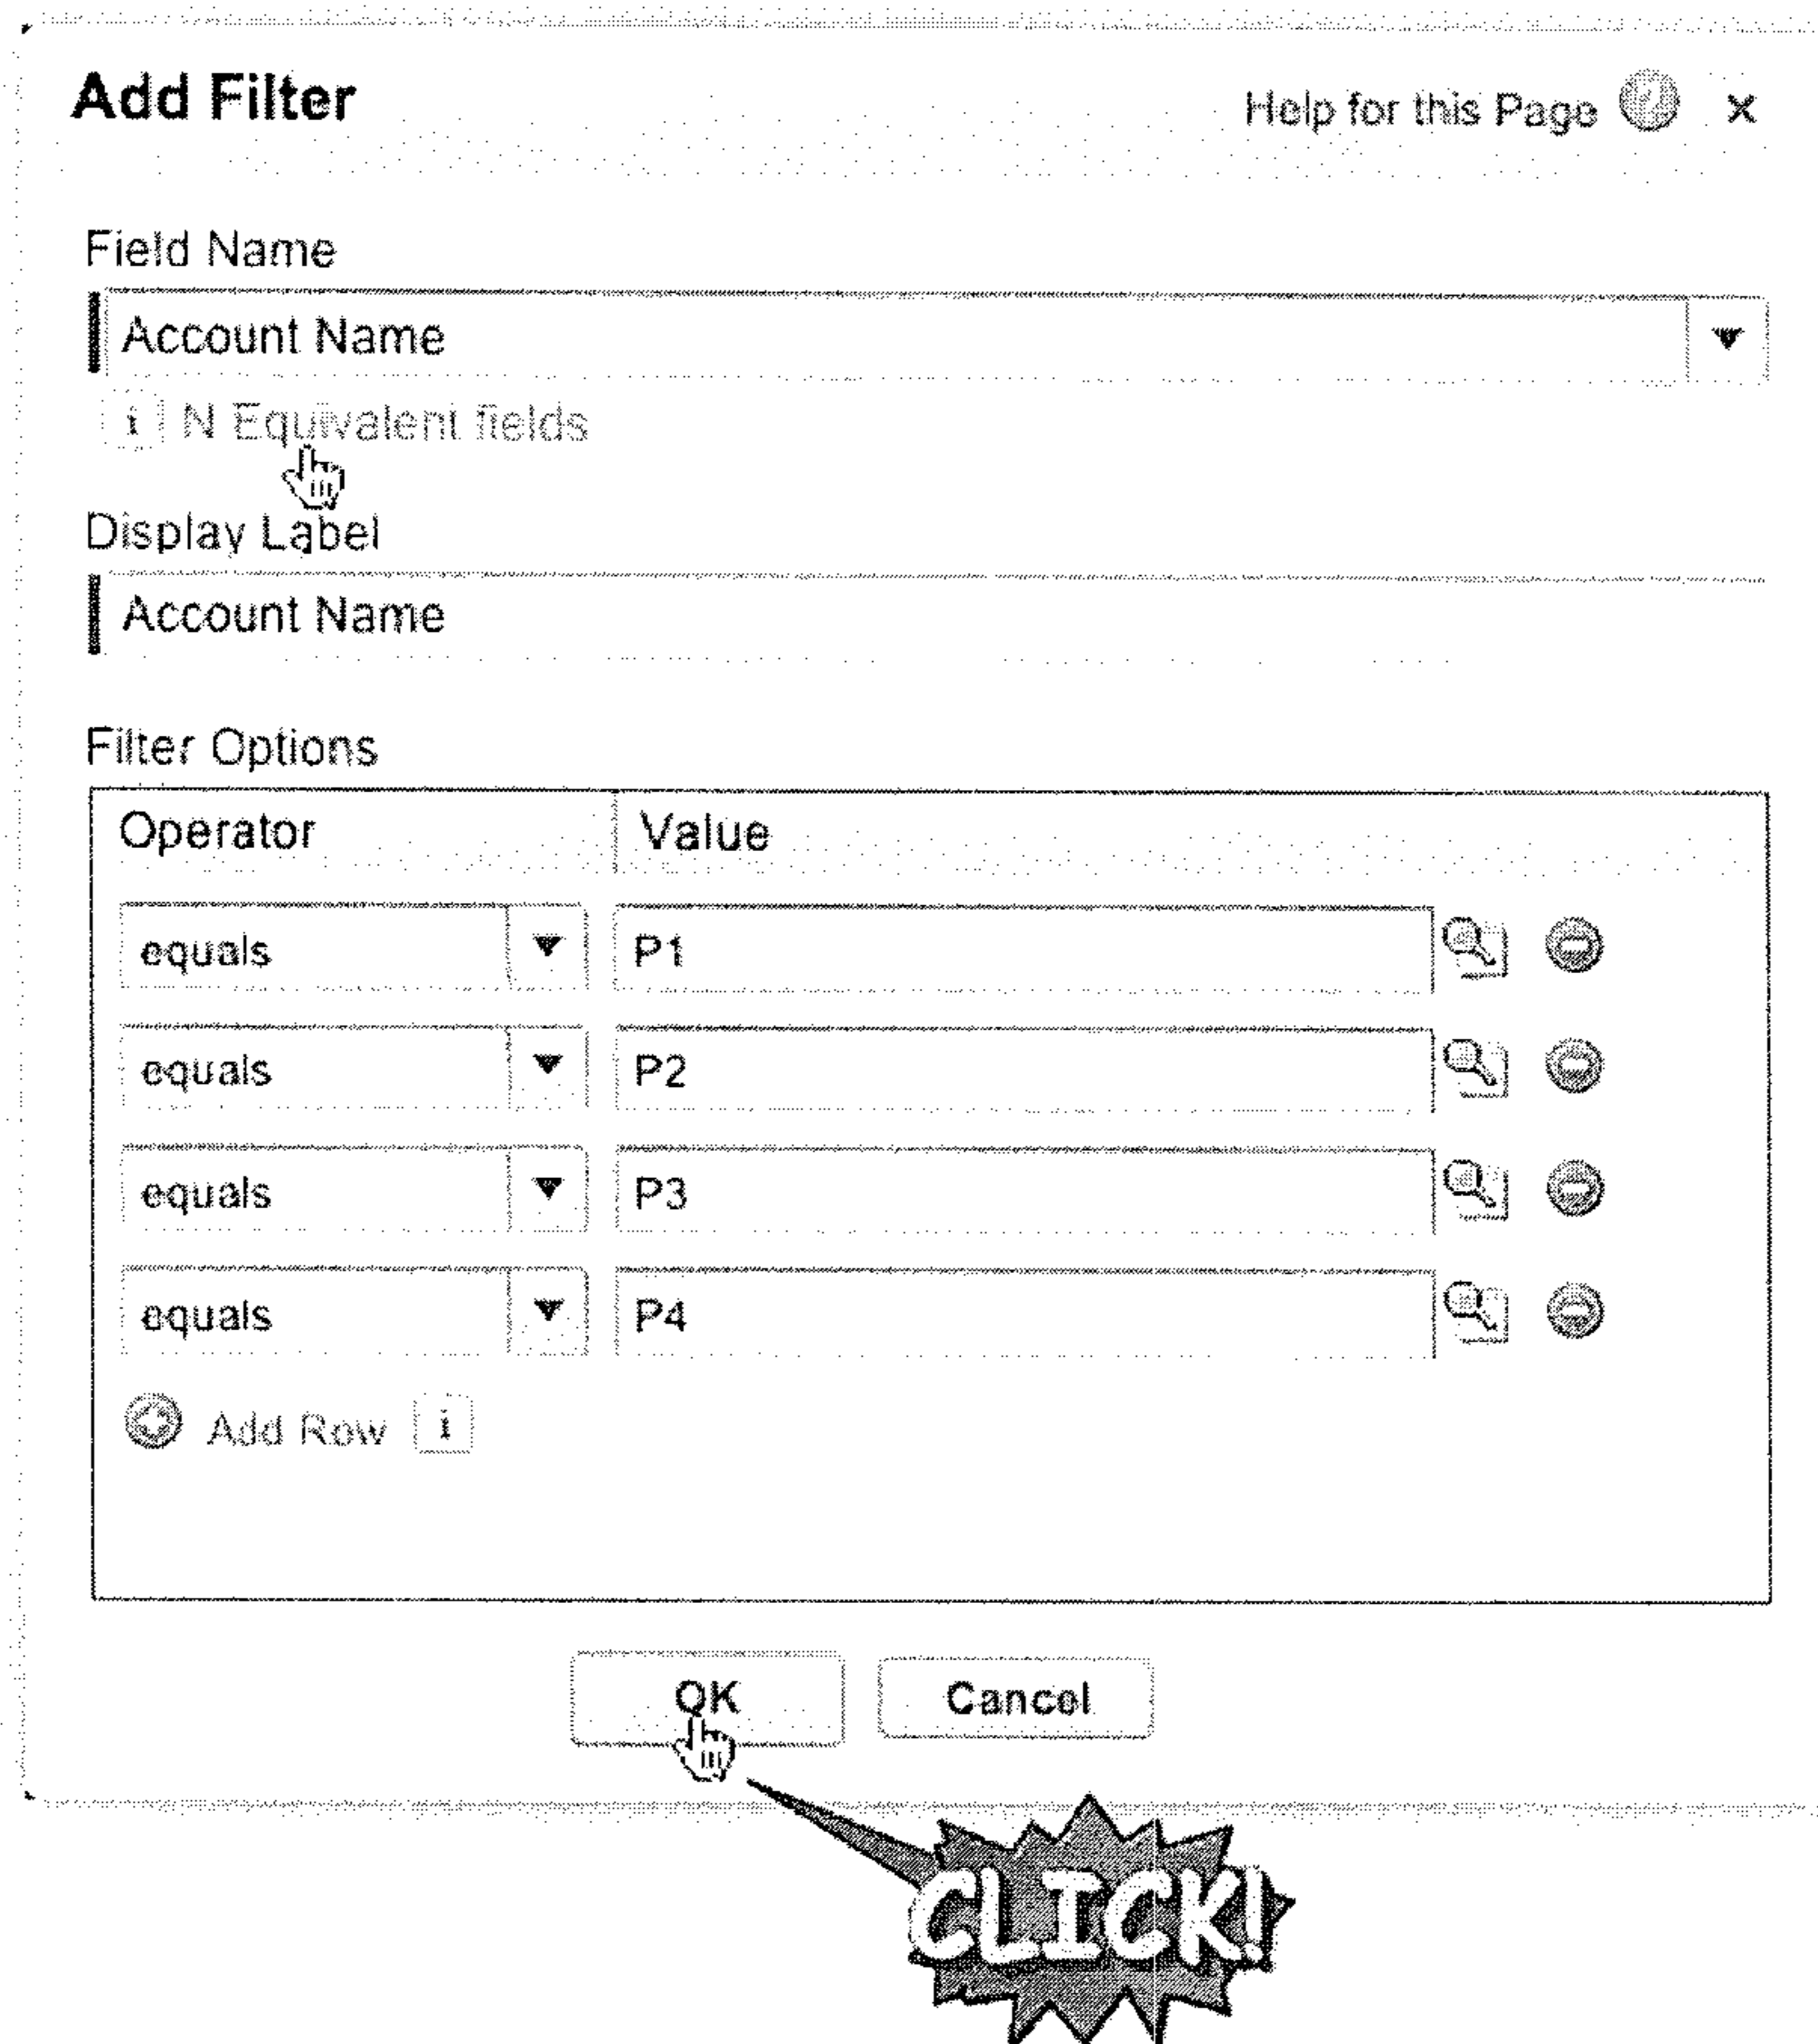 Add Filter
Help for this Page ? x
Field Name
Account Name
i N Equivalent fields
Display Label
Account Name
Filter Options
Operator Value
equals P1
equals P2
equals P3
equals P4
Add Row i
OK Cancel
CLICK!